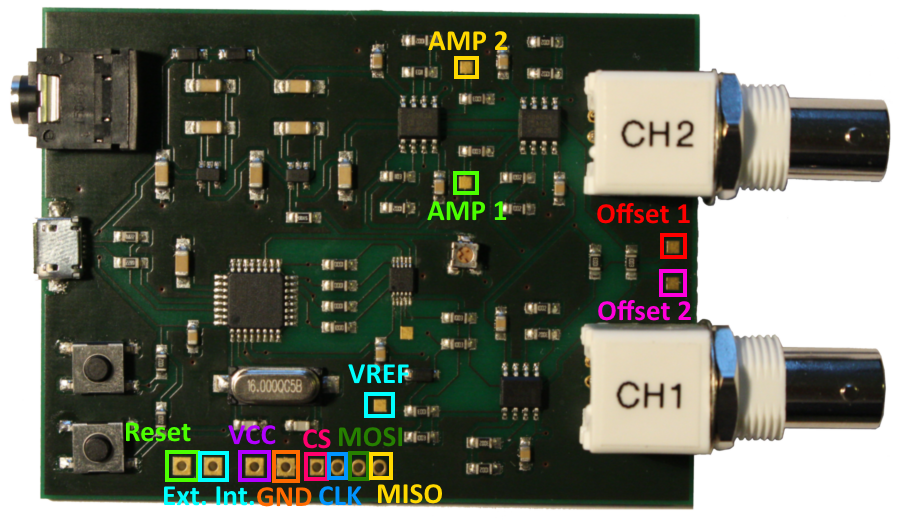 AMP 2
CH2
AMP 1
Offset 1
Offset 2
16.000QC5B
VREF
CH1
Reset
VCC
CS
MOSI
Ext. Int.
GND
CLK
MISO